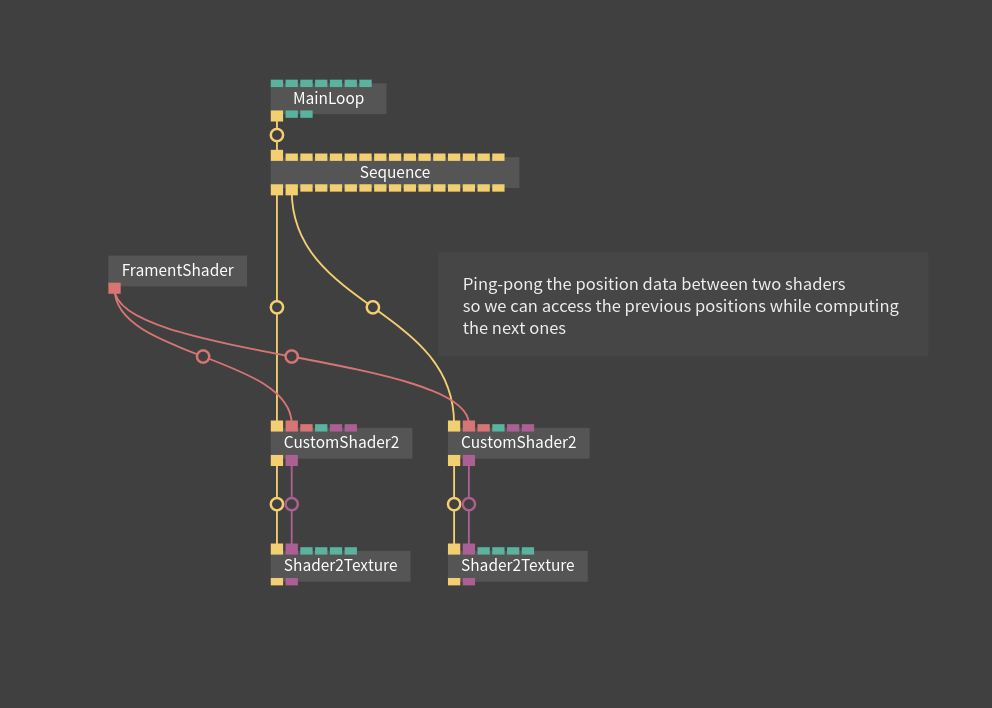 MainLoop
Sequence
FramentShader
Ping-pong the position data between two shaders
so we can access the previous positions while computing
the next ones
CustomShader2
CustomShader2
Shader2Texture
Shader2Texture